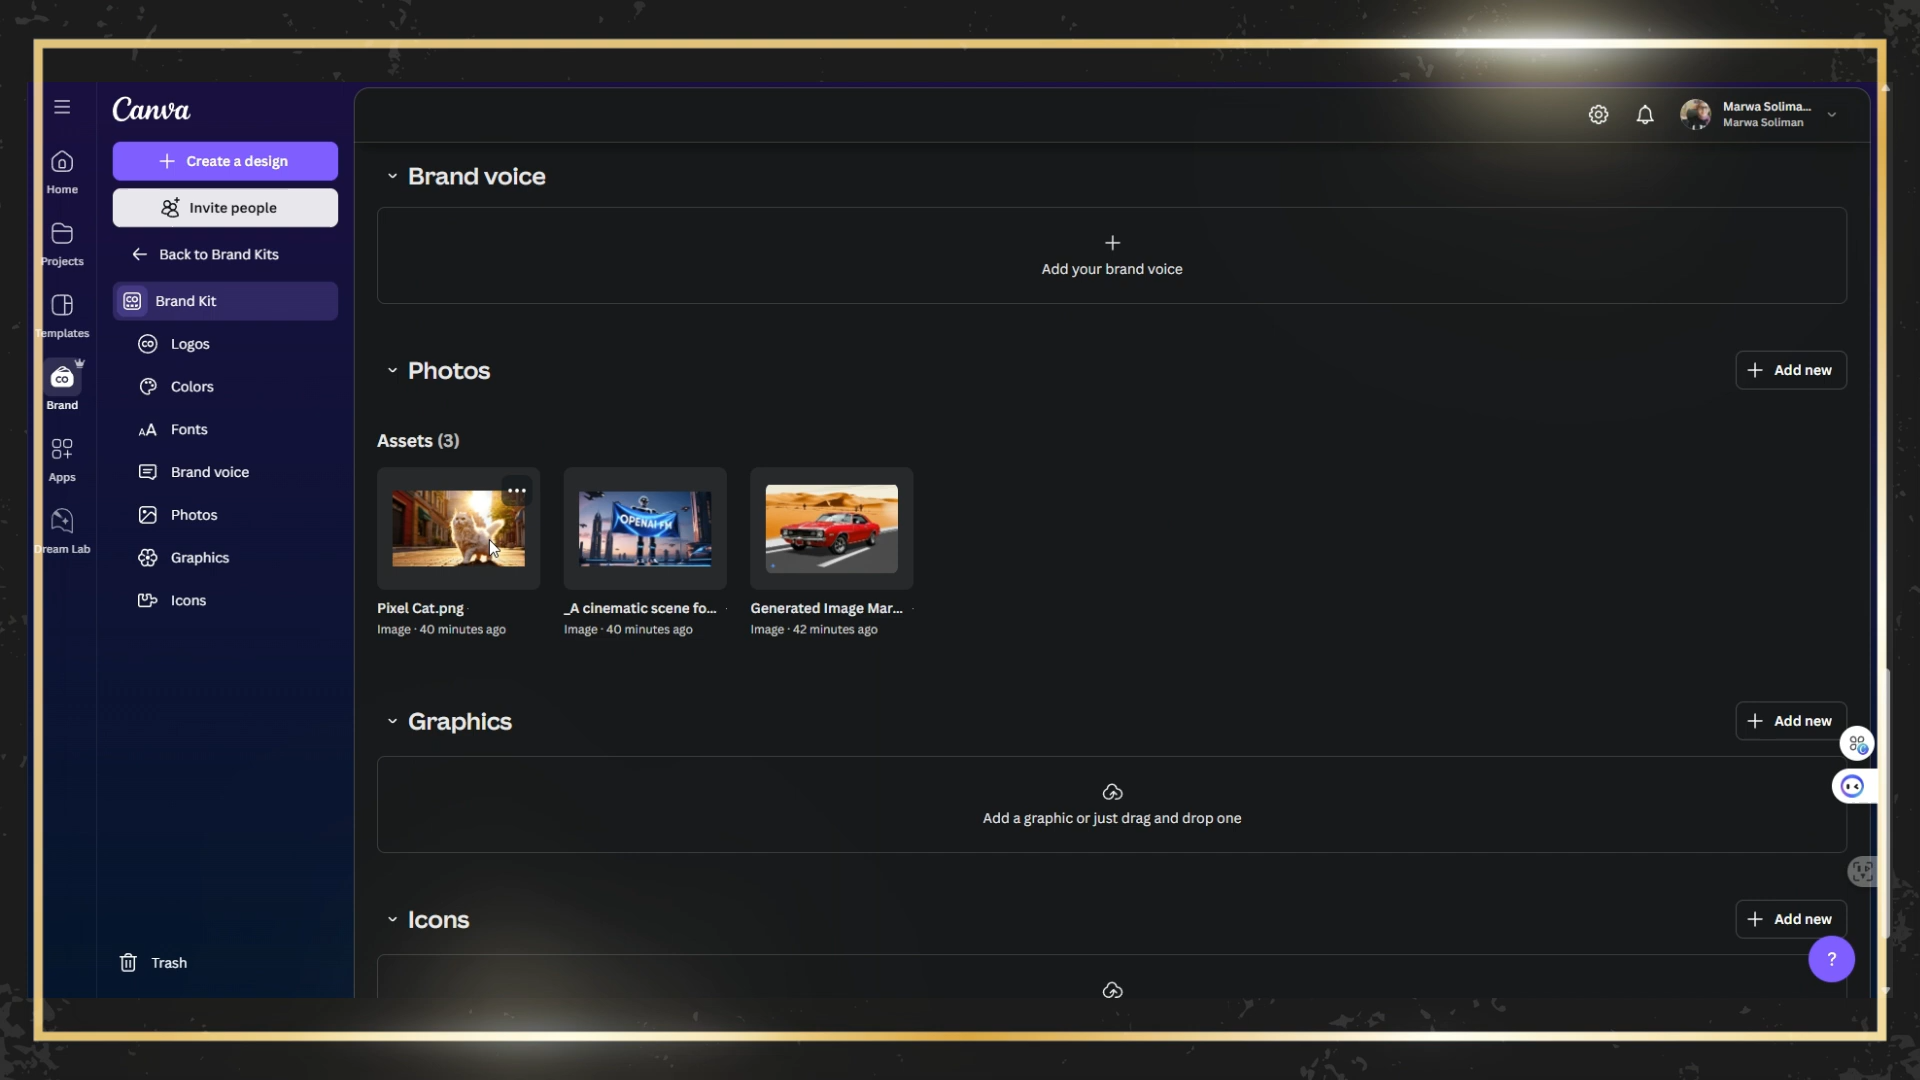 Canva
Create a design
Invite people
Back to Brand Kits
Brand Kit
Logos
Colors
Fonts
Brand voice
Photos
Graphics
Icons
Trash
Home
Projects
Templates
Brand
Apps
Dream Lab
Marwa Solima...
Marwa Soliman
Brand voice
Add your brand voice
Photos
Add new
Assets (3)
OPENAI FM
Pixel Cat.png
Image · 40 minutes ago
_A cinematic scene fo...
Image · 40 minutes ago
Generated Image Mar...
Image · 42 minutes ago
Graphics
Add new
Add a graphic or just drag and drop one
Icons
Add new
?